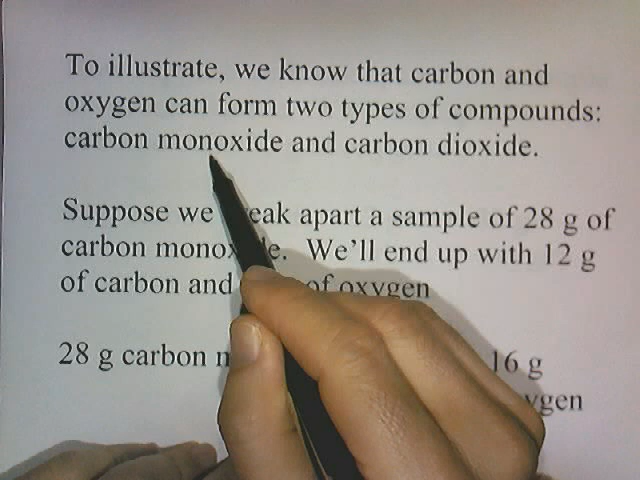 To illustrate, we know that carbon and
oxygen can form two types of compounds:
carbon monoxide and carbon dioxide.
Suppose we eak apart a sample of 28 g of
carbon monox e. We'll end up with 12 g
of carbon and of oxygen
28 g carbon 16 g
ygen